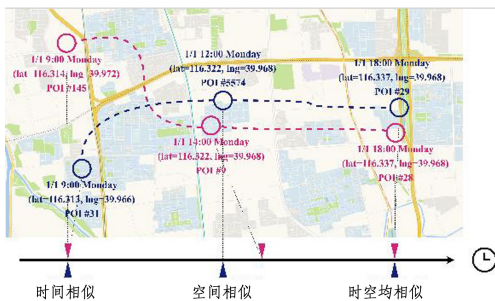 1/1 9:00 Monday
(lat=116.314, lng=39.972)
POI #145
1/1 12:00 Monday
(lat=116.322, lng=39.968)
POI #5574
1/1 18:00 Monday
(lat=116.337, lng=39.968)
POI #29
1/1 14:00 Monday
(lat=116.322, lng=39.968)
POI #9
1/1 18:00 Monday
(lat=116.337, lng=39.968)
POI #28
1/1 9:00 Monday
(lat=116.313, lng=39.966)
POI #31
时间相似
空间相似
时空均相似